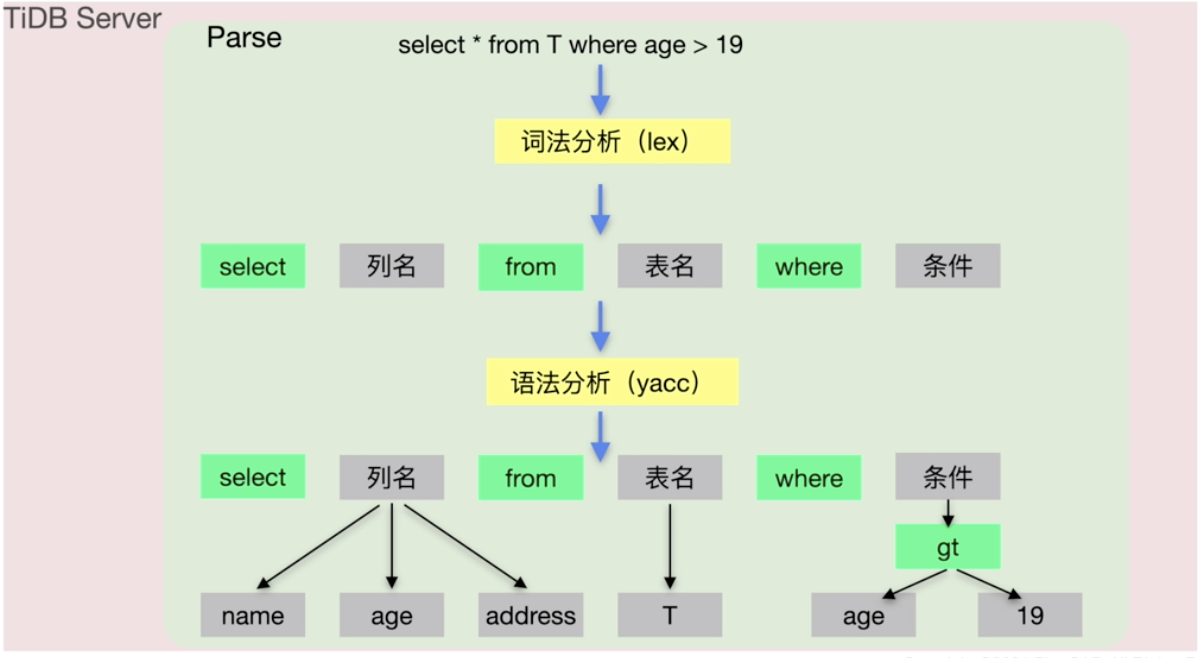 TiDB Server
Parse
select * from T where age > 19
词法分析（lex）
select 列名 from 表名 where 条件
语法分析（yacc）
select 列名 from 表名 where 条件
gt
name age address T age 19